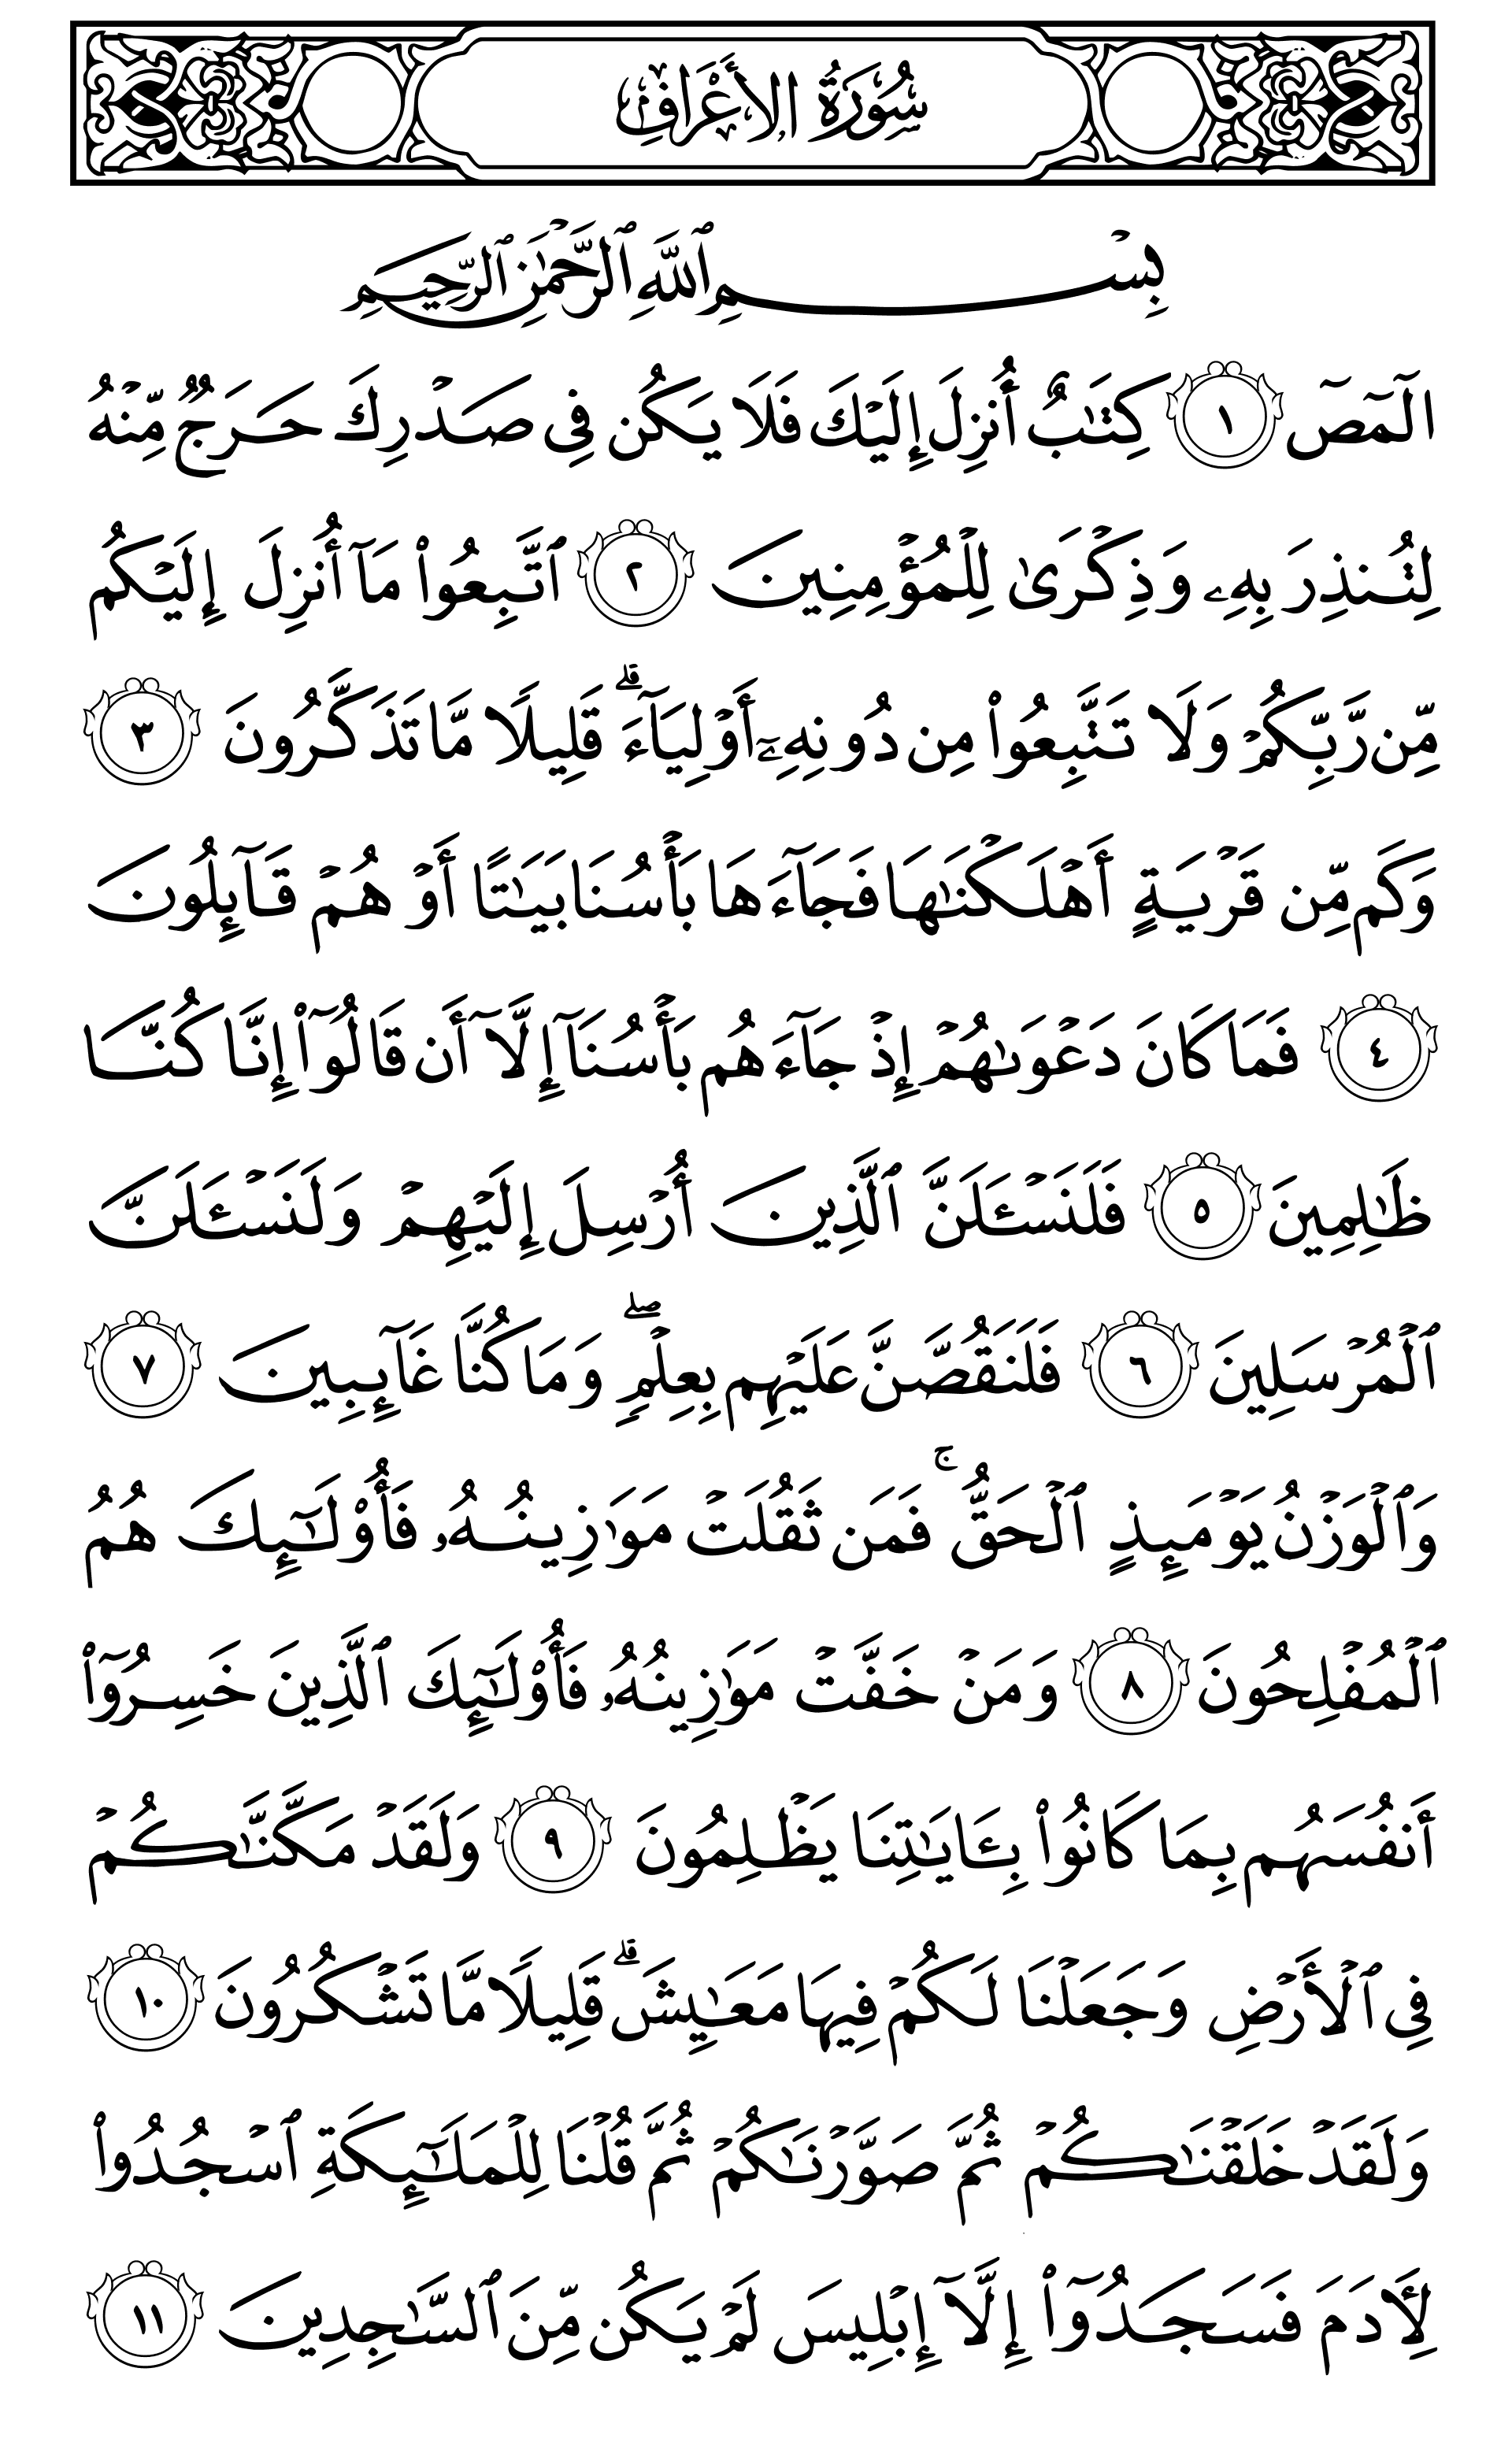 سُورَةُ الأَعْرَافِ
بِسْمِ ٱللَّهِ ٱلرَّحْمَٰنِ ٱلرَّحِيمِ
الٓمٓصٓ ١ كِتَٰبٌ أُنزِلَ إِلَيْكَ فَلَا يَكُن فِى صَدْرِكَ حَرَجٌ مِّنْهُ
لِتُنذِرَ بِهِۦ وَذِكْرَىٰ لِلْمُؤْمِنِينَ ٢ ٱتَّبِعُوا۟ مَآ أُنزِلَ إِلَيْكُم
مِّن رَّبِّكُمْ وَلَا تَتَّبِعُوا۟ مِن دُونِهِۦٓ أَوْلِيَآءَ ۗ قَلِيلًا مَّا تَذَكَّرُونَ ٣
وَكَم مِّن قَرْيَةٍ أَهْلَكْنَٰهَا فَجَآءَهَا بَأْسُنَا بَيَٰتًا أَوْ هُمْ قَآئِلُونَ
٤ فَمَا كَانَ دَعْوَىٰهُمْ إِذْ جَآءَهُم بَأْسُنَآ إِلَّآ أَن قَالُوٓا۟ إِنَّا كُنَّا
ظَٰلِمِينَ ٥ فَلَنَسْـَٔلَنَّ ٱلَّذِينَ أُرْسِلَ إِلَيْهِمْ وَلَنَسْـَٔلَنَّ
ٱلْمُرْسَلِينَ ٦ فَلَنَقُصَّنَّ عَلَيْهِم بِعِلْمٍ ۖ وَمَا كُنَّا غَآئِبِينَ ٧
وَٱلْوَزْنُ يَوْمَئِذٍ ٱلْحَقُّ ۚ فَمَن ثَقُلَتْ مَوَٰزِينُهُۥ فَأُو۟لَٰٓئِكَ هُمُ
ٱلْمُفْلِحُونَ ٨ وَمَنْ خَفَّتْ مَوَٰزِينُهُۥ فَأُو۟لَٰٓئِكَ ٱلَّذِينَ خَسِرُوٓا۟
أَنفُسَهُم بِمَا كَانُوا۟ بِـَٔايَٰتِنَا يَظْلِمُونَ ٩ وَلَقَدْ مَكَّنَّٰكُمْ
فِى ٱلْأَرْضِ وَجَعَلْنَا لَكُمْ فِيهَا مَعَٰيِشَ ۗ قَلِيلًا مَّا تَشْكُرُونَ ١٠
وَلَقَدْ خَلَقْنَٰكُمْ ثُمَّ صَوَّرْنَٰكُمْ ثُمَّ قُلْنَا لِلْمَلَٰٓئِكَةِ ٱسْجُدُوا۟
لِـَٔادَمَ فَسَجَدُوٓا۟ إِلَّآ إِبْلِيسَ لَمْ يَكُن مِّنَ ٱلسَّٰجِدِينَ ١١